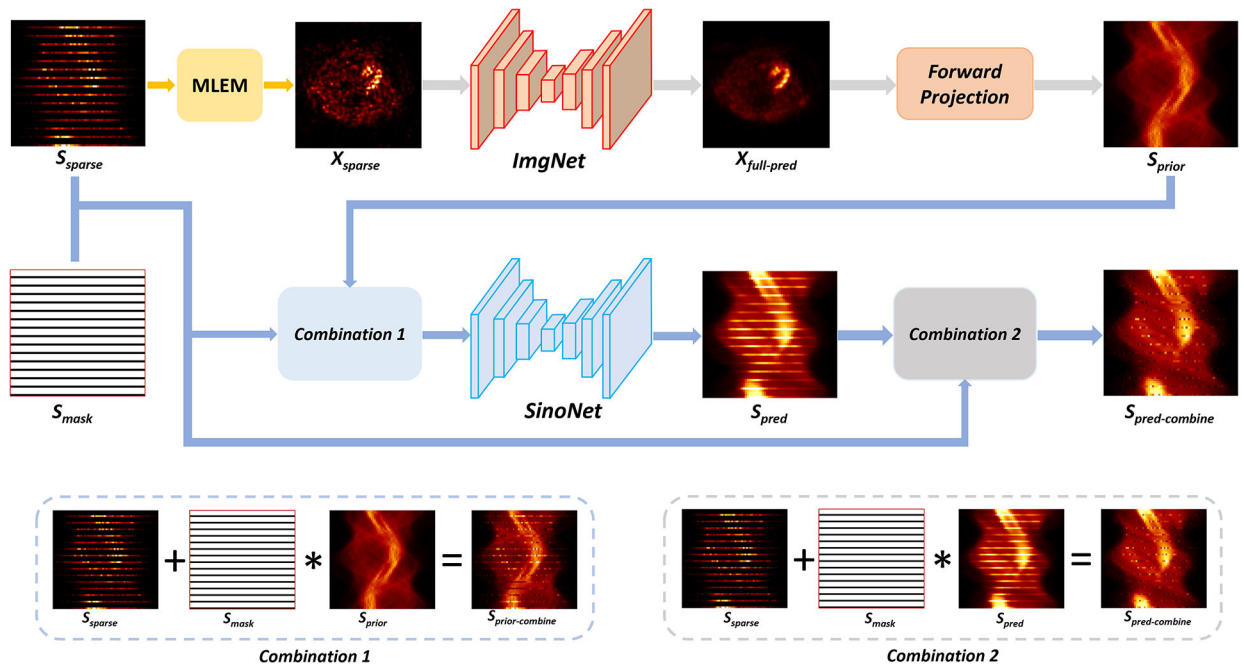 MLEM
Forward
Projection
S_sparse
X_sparse
ImgNet
X_full-pred
S_prior
Combination 1
Combination 2
S_mask
SinoNet
S_pred
S_pred-combine
+ * =
S_sparse S_mask S_prior S_prior-combine
Combination 1
+ * =
S_sparse S_mask S_pred S_pred-combine
Combination 2